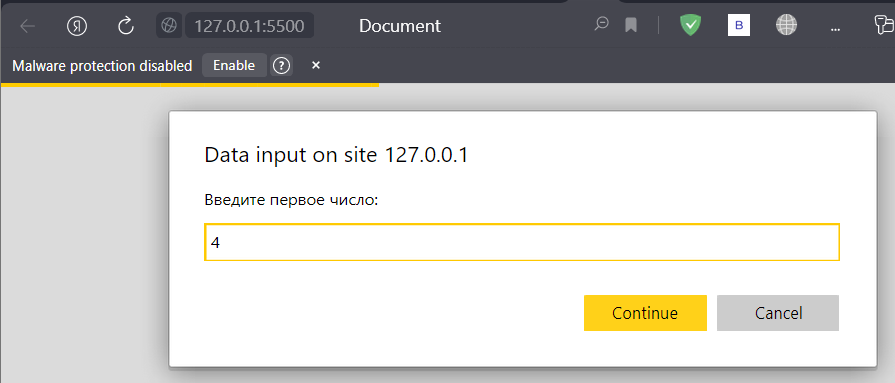 Я 127.0.0.1:5500 Document B ...
Malware protection disabled Enable ? ×
Data input on site 127.0.0.1
Введите первое число:
4
Continue Cancel